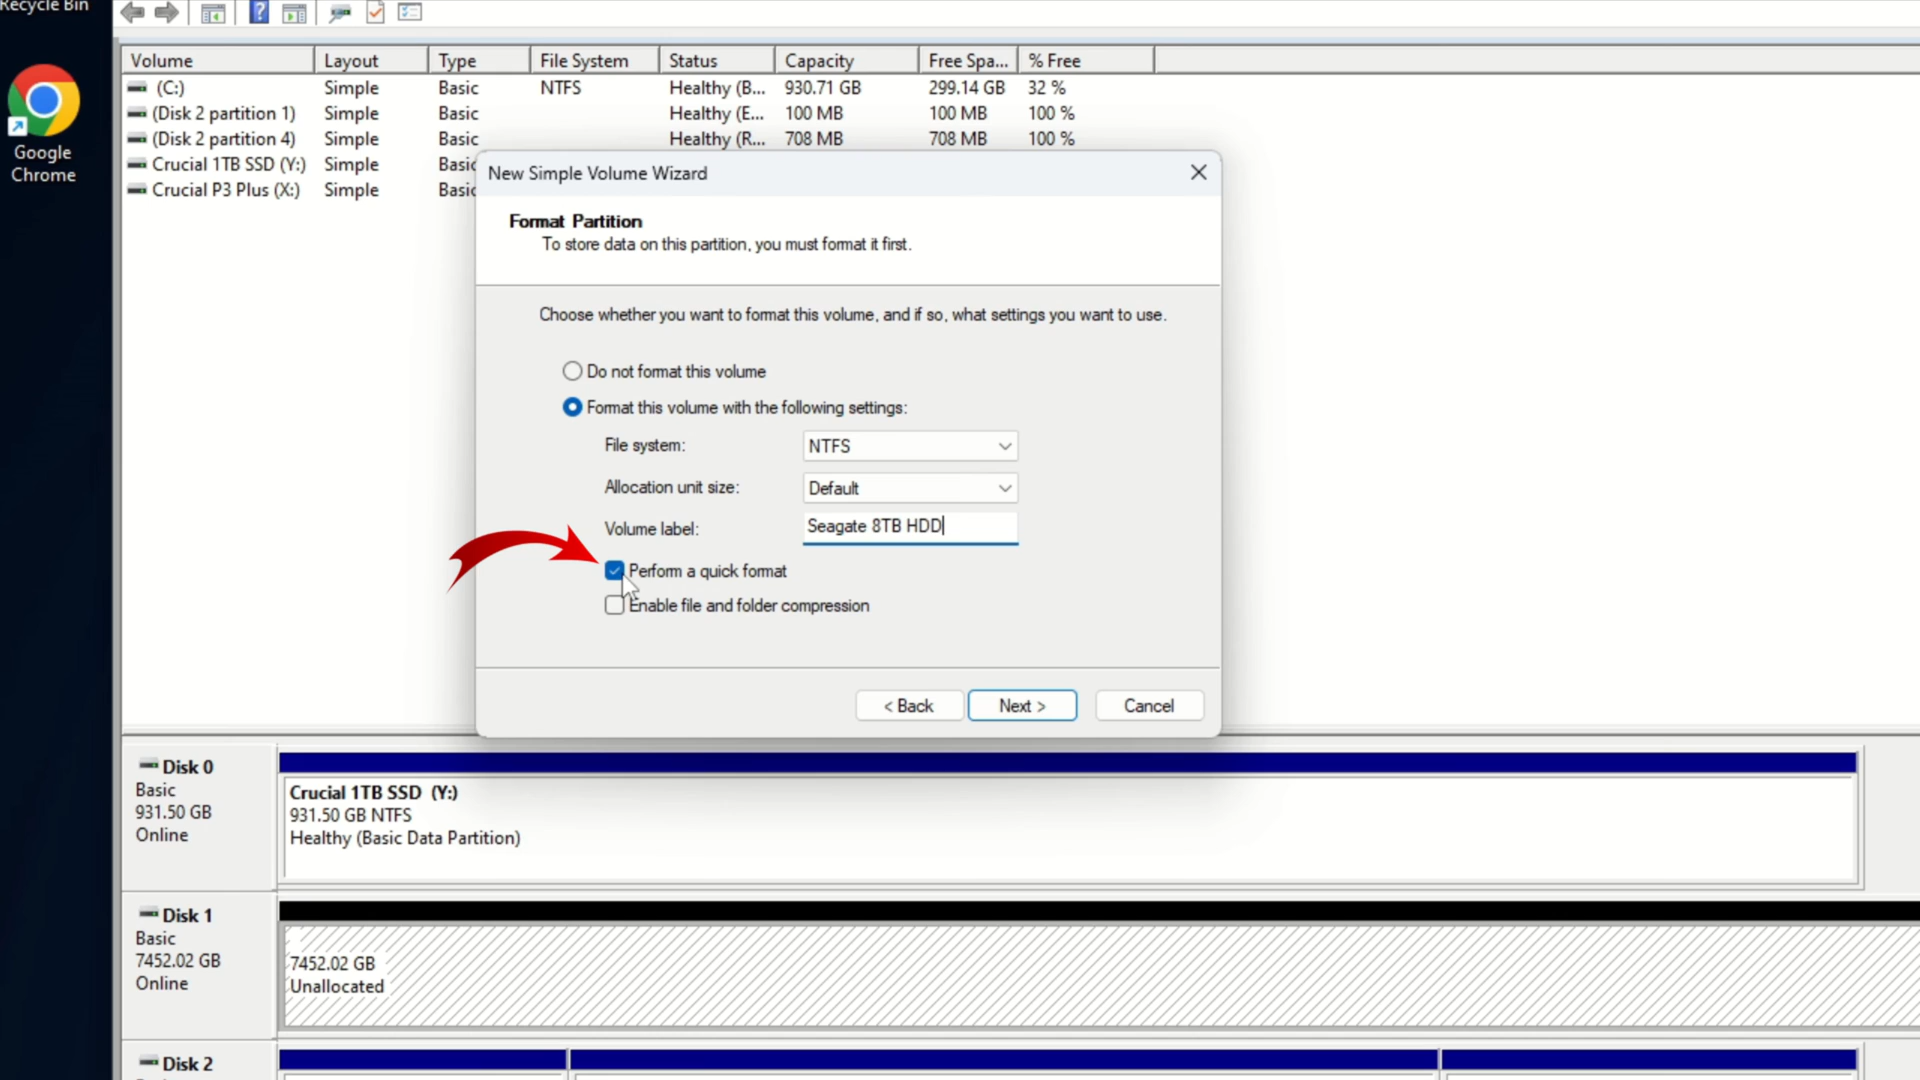 Recycle Bin
Google
Chrome
Volume Layout Type File System Status Capacity Free Spa... % Free
(C:) Simple Basic NTFS Healthy (B... 930.71 GB 299.14 GB 32 %
(Disk 2 partition 1) Simple Basic Healthy (E... 100 MB 100 MB 100 %
(Disk 2 partition 4) Simple Basic Healthy (R... 708 MB 708 MB 100 %
Crucial 1TB SSD (Y:) Simple Basic
Crucial P3 Plus (X:) Simple Basic
New Simple Volume Wizard
Format Partition
To store data on this partition, you must format it first.
Choose whether you want to format this volume, and if so, what settings you want to use.
Do not format this volume
Format this volume with the following settings:
File system: NTFS
Allocation unit size: Default
Volume label: Seagate 8TB HDD
Perform a quick format
Enable file and folder compression
< Back Next > Cancel
Disk 0
Basic
931.50 GB
Online
Crucial 1TB SSD (Y:)
931.50 GB NTFS
Healthy (Basic Data Partition)
Disk 1
Basic
7452.02 GB
Online
7452.02 GB
Unallocated
Disk 2